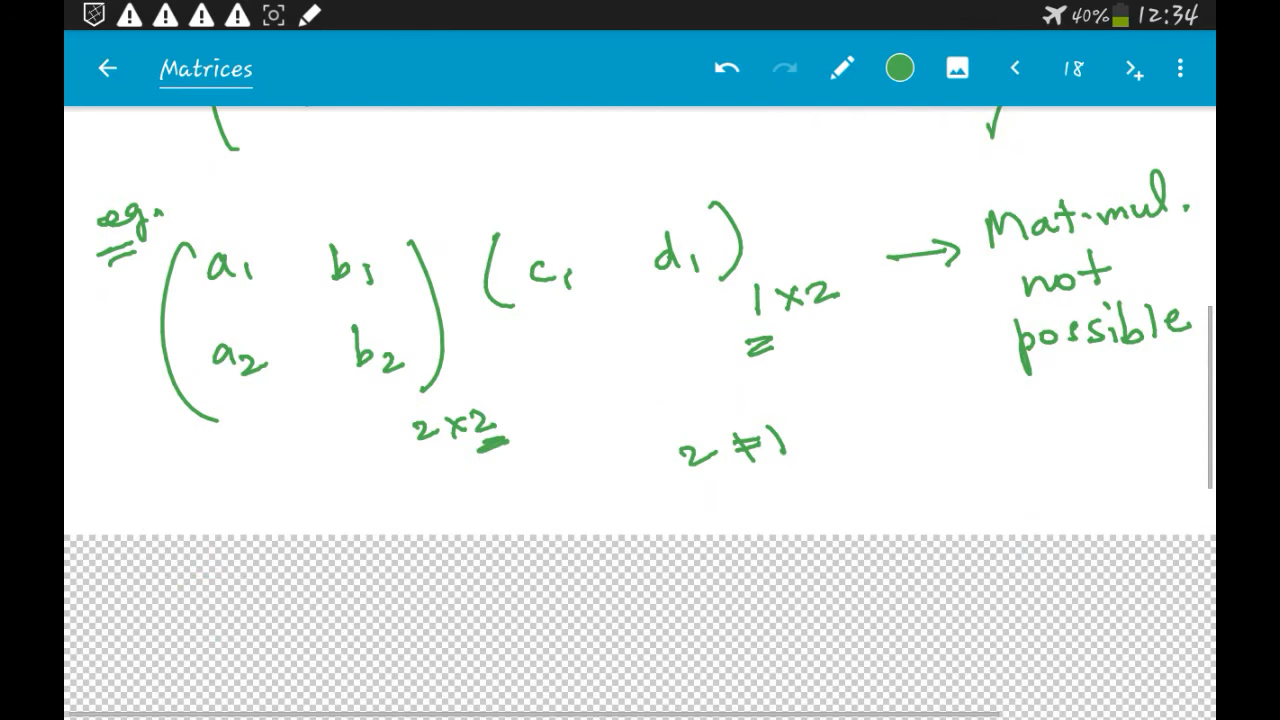 40% 12:34
Matrices 18
eg.
a1 b1 c1 d1 1x2 → Mat.mul.
not
possible
a2 b2
2x2
2 ≠ 1